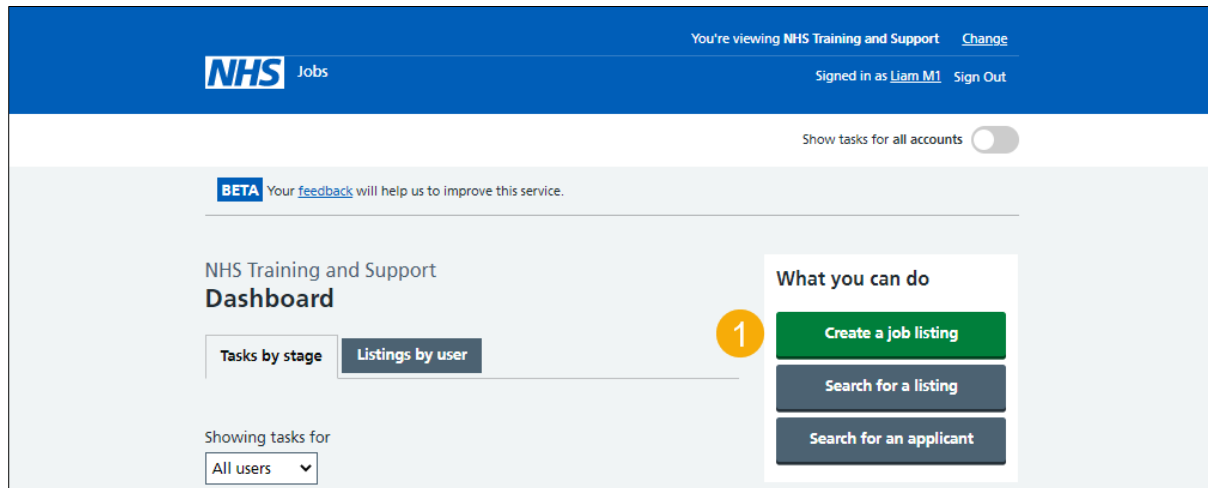 You're viewing NHS Training and Support Change
NHS Jobs
Signed in as Liam M1 Sign Out
Show tasks for all accounts
BETA Your feedback will help us to improve this service.
NHS Training and Support
Dashboard
Tasks by stage
Listings by user
Showing tasks for
All users
What you can do
1
Create a job listing
Search for a listing
Search for an applicant